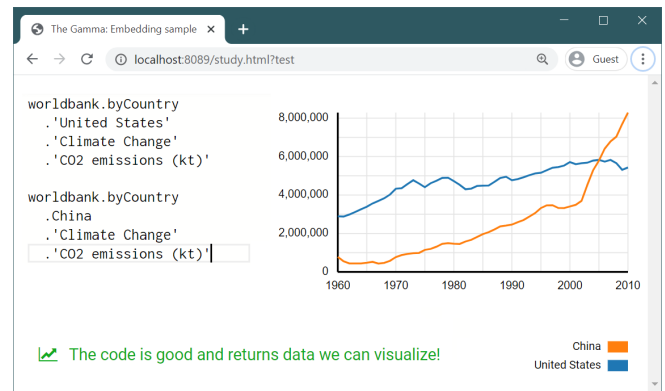 The Gamma: Embedding sample
localhost:8089/study.html?test
Guest
worldbank.byCountry
.'United States'
.'Climate Change'
.'CO2 emissions (kt)'
worldbank.byCountry
.China
.'Climate Change'
.'CO2 emissions (kt)'
8,000,000
6,000,000
4,000,000
2,000,000
0
1960 1970 1980 1990 2000 2010
The code is good and returns data we can visualize!
China
United States